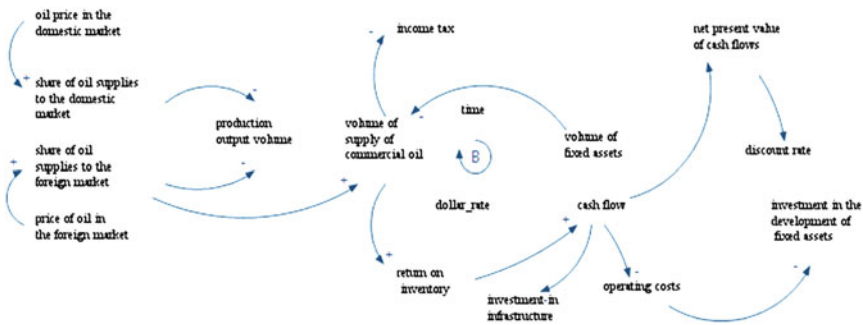 oil price in the
domestic market
+ share of oil supplies
to the domestic
market
share of oil
+ supplies to the
foreign market
price of oil in
the foreign market
-
production
output volume
-
- income tax
volume of
supply of
commercial oil
-
+
time
B
dollar_rate
volume of
fixed assets
+ return on
inventory
+ cash flow
investment-in
infrastructure
-
operating costs
net present value
of cash flows
discount rate
investment in the
development of
fixed assets
-